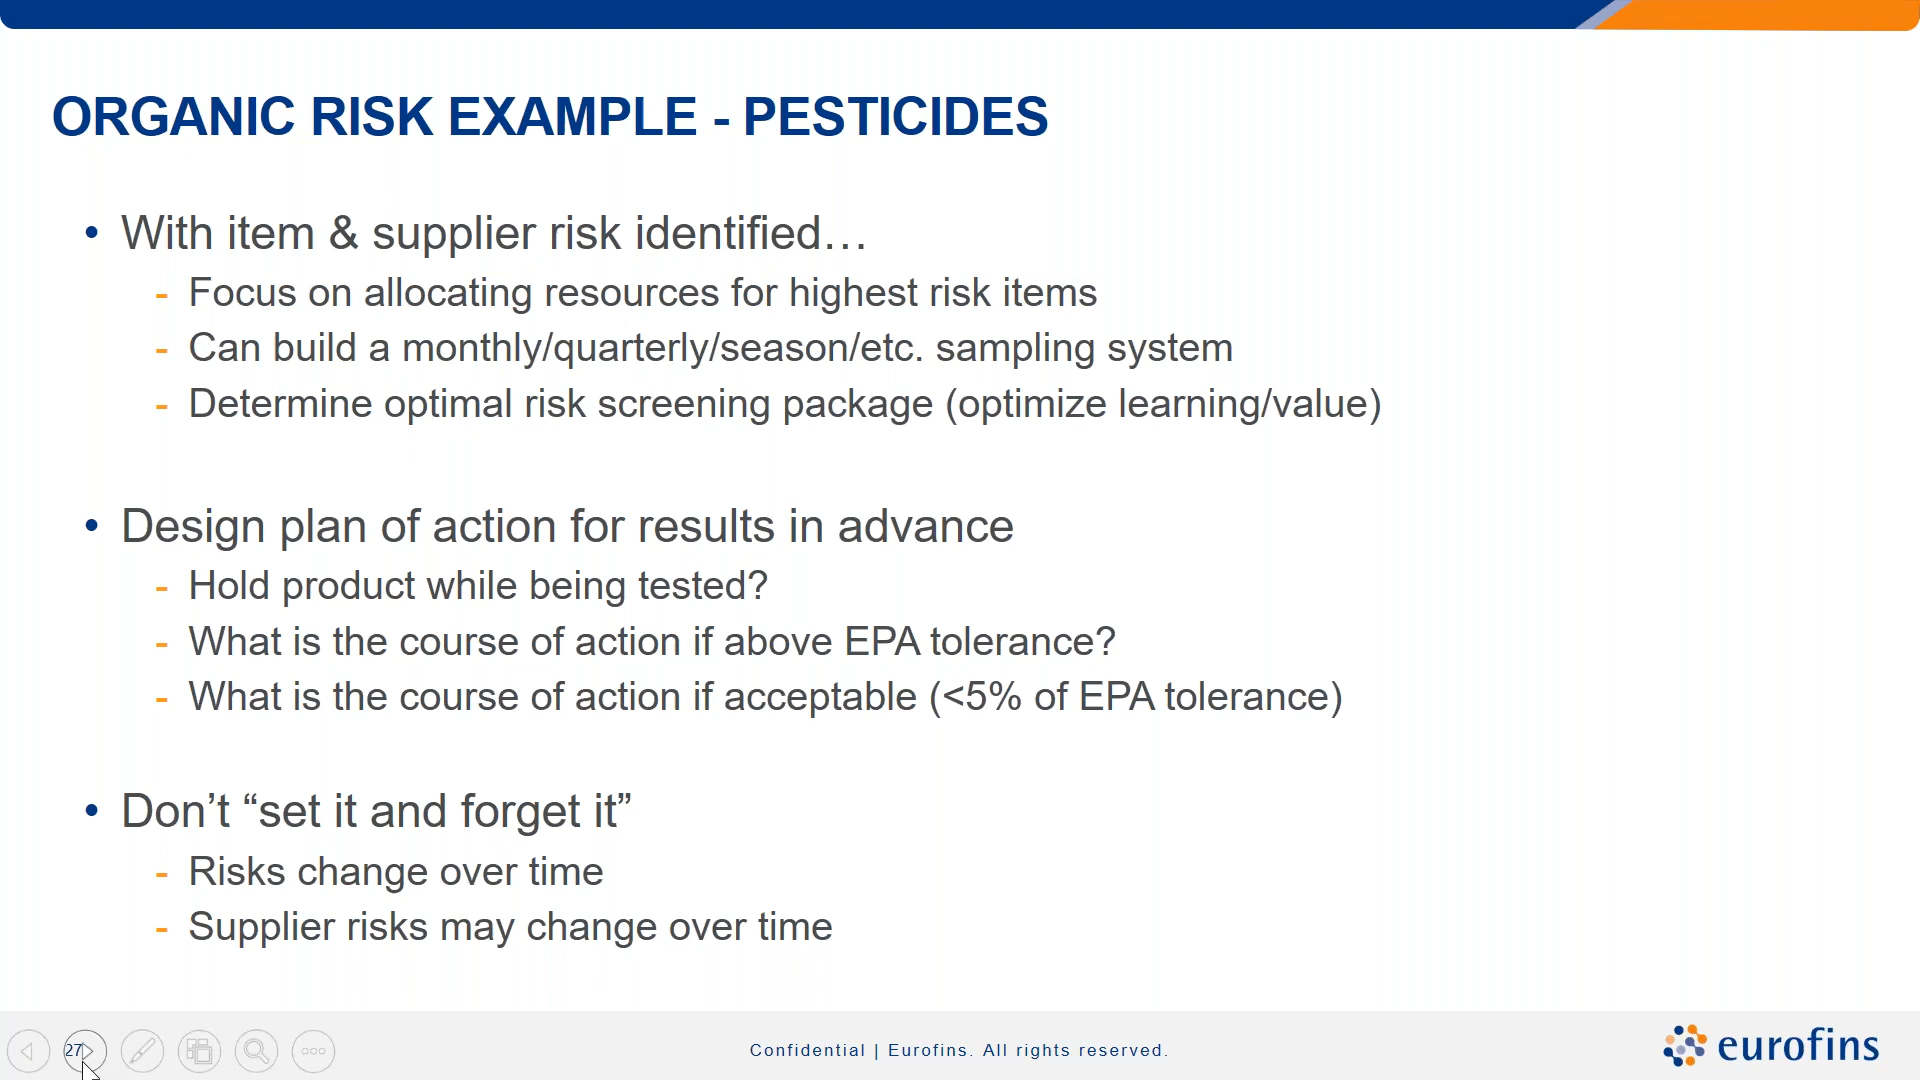 ORGANIC RISK EXAMPLE - PESTICIDES
• With item & supplier risk identified…
- Focus on allocating resources for highest risk items
- Can build a monthly/quarterly/season/etc. sampling system
- Determine optimal risk screening package (optimize learning/value)
• Design plan of action for results in advance
- Hold product while being tested?
- What is the course of action if above EPA tolerance?
- What is the course of action if acceptable (<5% of EPA tolerance)
• Don’t “set it and forget it”
- Risks change over time
- Supplier risks may change over time
27
Confidential | Eurofins. All rights reserved.
eurofins